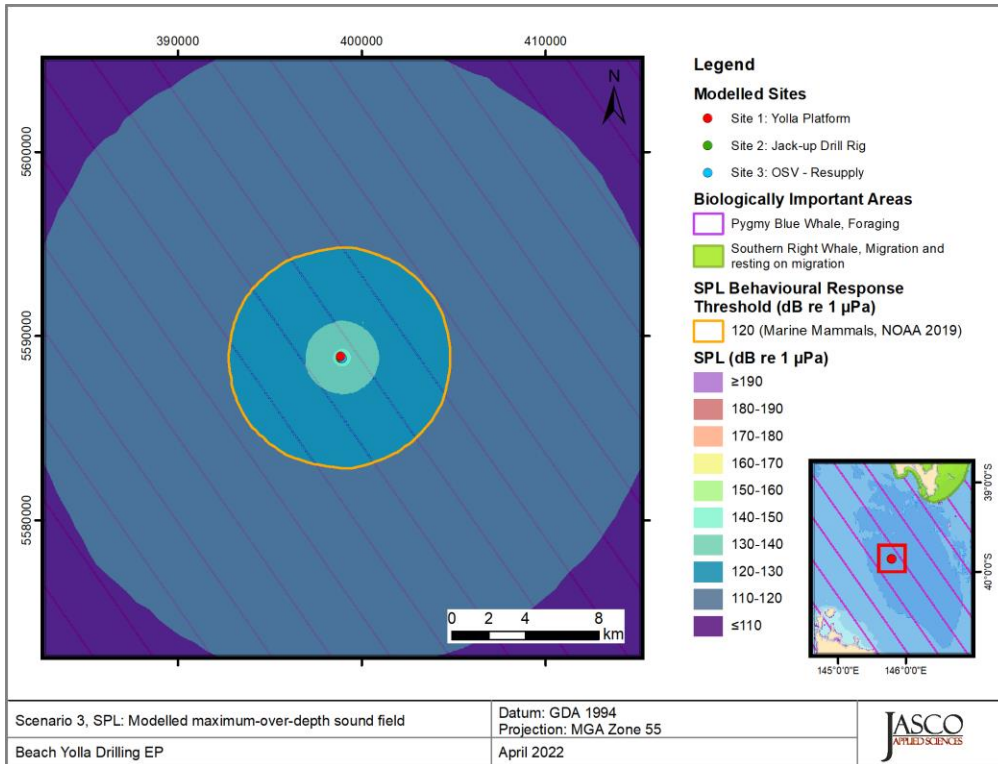 390000
400000
410000
5600000
5590000
5580000
N
0 2 4 8
km
Legend
Modelled Sites
Site 1: Yolla Platform
Site 2: Jack-up Drill Rig
Site 3: OSV - Resupply
Biologically Important Areas
Pygmy Blue Whale, Foraging
Southern Right Whale, Migration and
resting on migration
SPL Behavioural Response
Threshold (dB re 1 µPa)
120 (Marine Mammals, NOAA 2019)
SPL (dB re 1 µPa)
≥190
180-190
170-180
160-170
150-160
140-150
130-140
120-130
110-120
≤110
39°0'0"S
40°0'0"S
145°0'0"E
146°0'0"E
Scenario 3, SPL: Modelled maximum-over-depth sound field
Beach Yolla Drilling EP
Datum: GDA 1994
Projection: MGA Zone 55
April 2022
JASCO
APPLIED SCIENCES